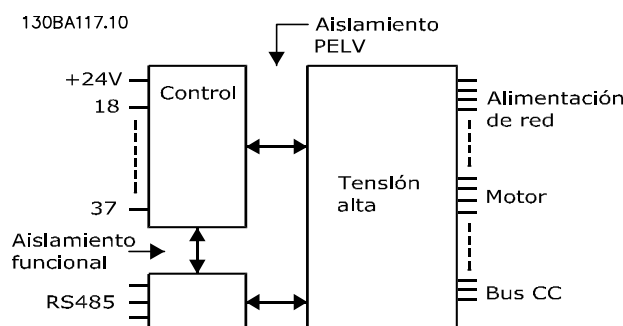 130BA117.10
Aislamiento
PELV
+24V
18
37
Control
Tensión
alta
Alimentación
de red
Motor
Bus CC
Aislamiento
funcional
RS485